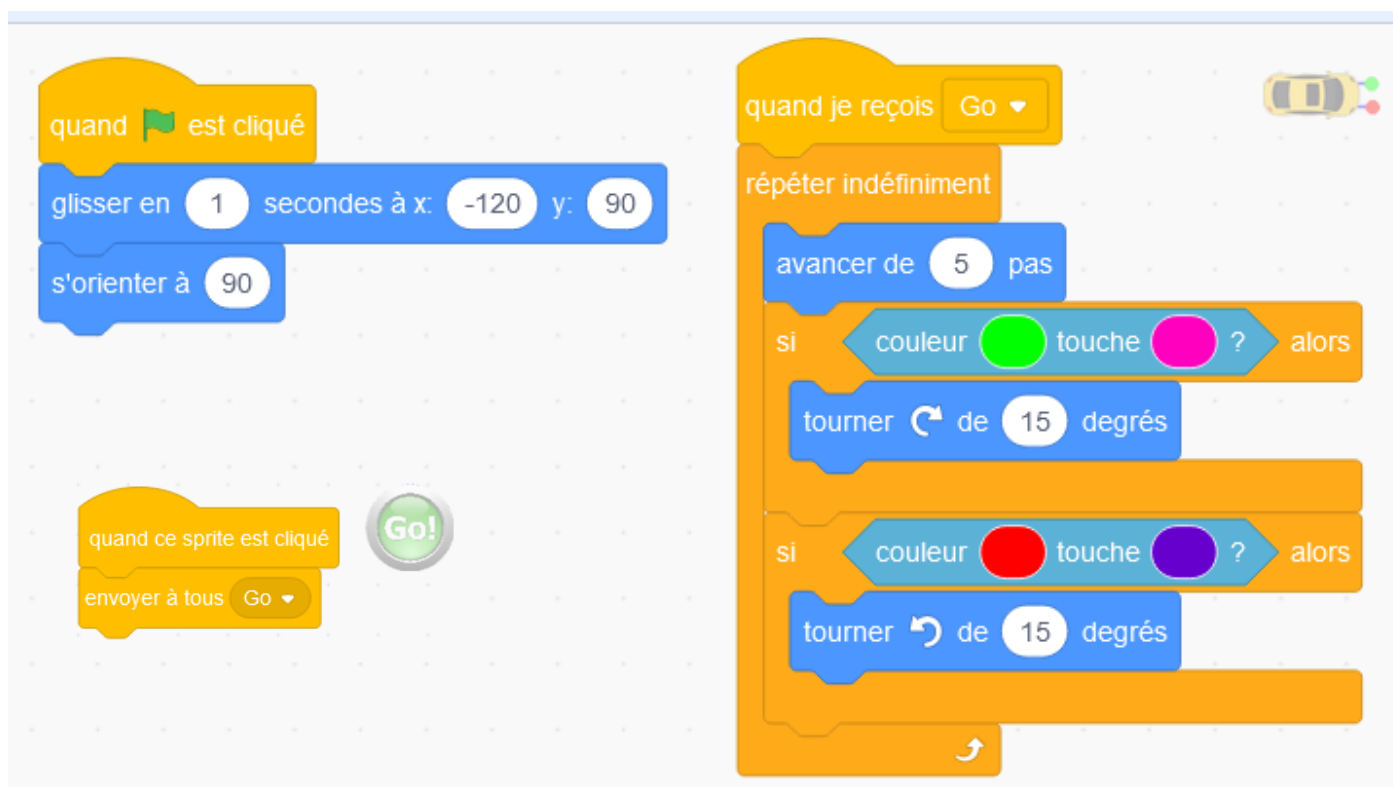 quand est cliqué
glisser en 1 secondes à x: -120 y: 90
s'orienter à 90
quand ce sprite est cliqué
envoyer à tous Go
Go!
quand je reçois Go
répéter indéfiniment
avancer de 5 pas
si couleur touche ? alors
tourner de 15 degrés
si couleur touche ? alors
tourner de 15 degrés